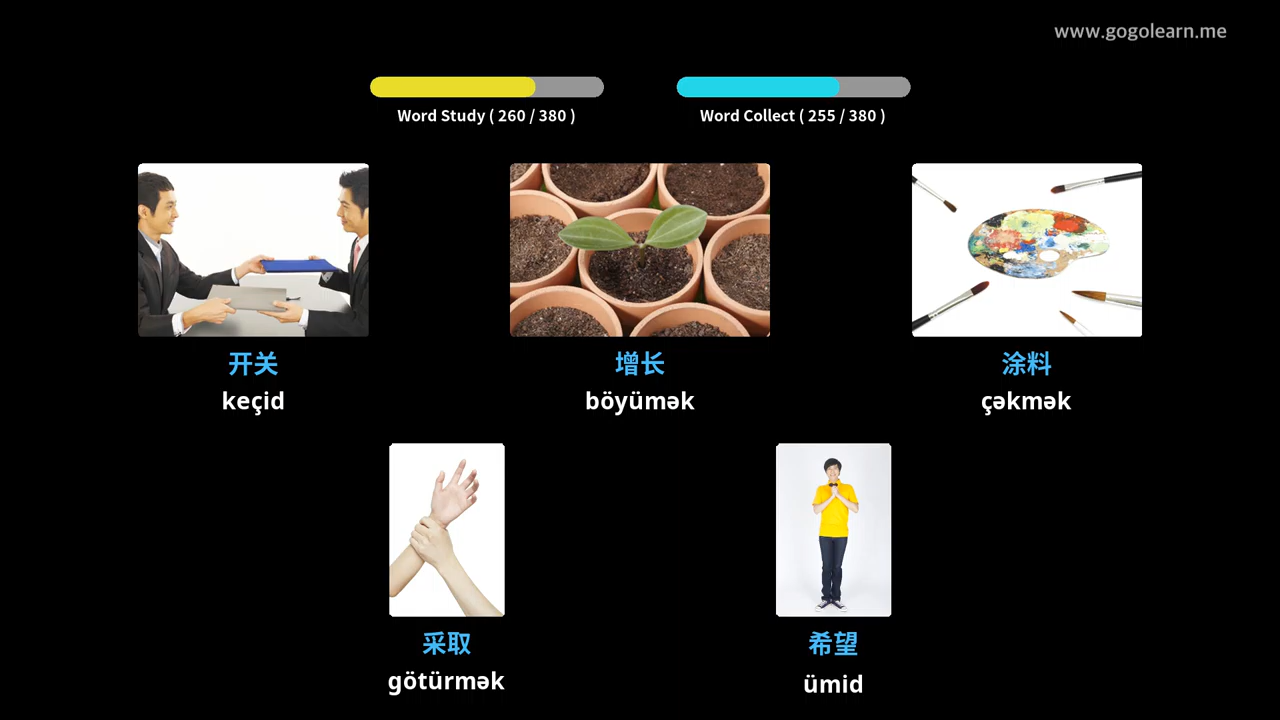 www.gogolearn.me
Word Study ( 260 / 380 )
Word Collect ( 255 / 380 )
开关
keçid
增长
böyümək
涂料
çəkmək
采取
götürmək
希望
ümid